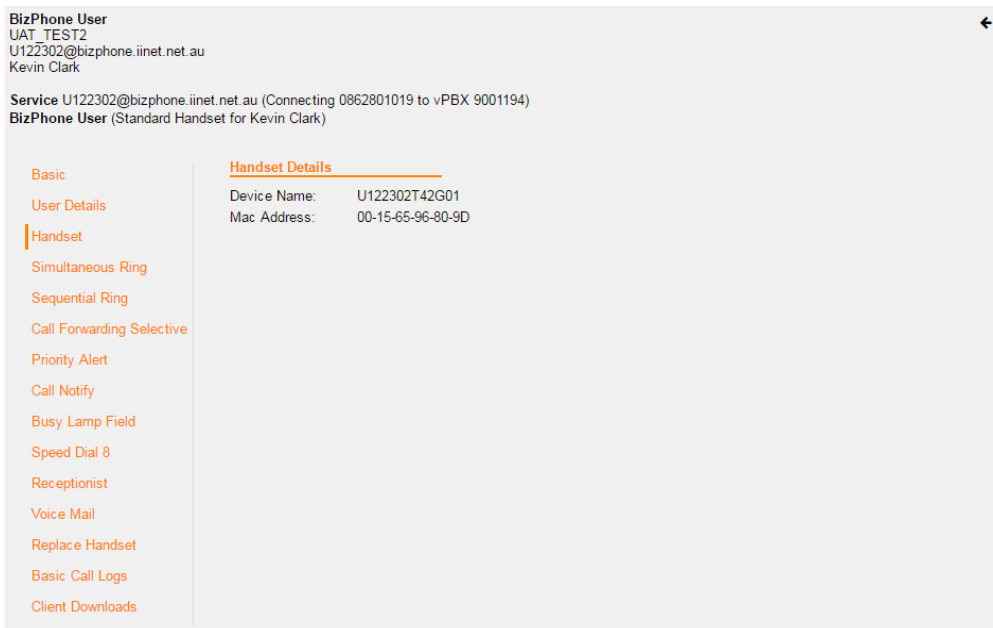 BizPhone User
UAT_TEST2
U122302@bizphone.iinet.net.au
Kevin Clark
Service U122302@bizphone.iinet.net.au (Connecting 0862801019 to vPBX 9001194)
BizPhone User (Standard Handset for Kevin Clark)
Basic
User Details
Handset
Simultaneous Ring
Sequential Ring
Call Forwarding Selective
Priority Alert
Call Notify
Busy Lamp Field
Speed Dial 8
Receptionist
Voice Mail
Replace Handset
Basic Call Logs
Client Downloads
Handset Details
Device Name: U122302T42G01
Mac Address: 00-15-65-96-80-9D